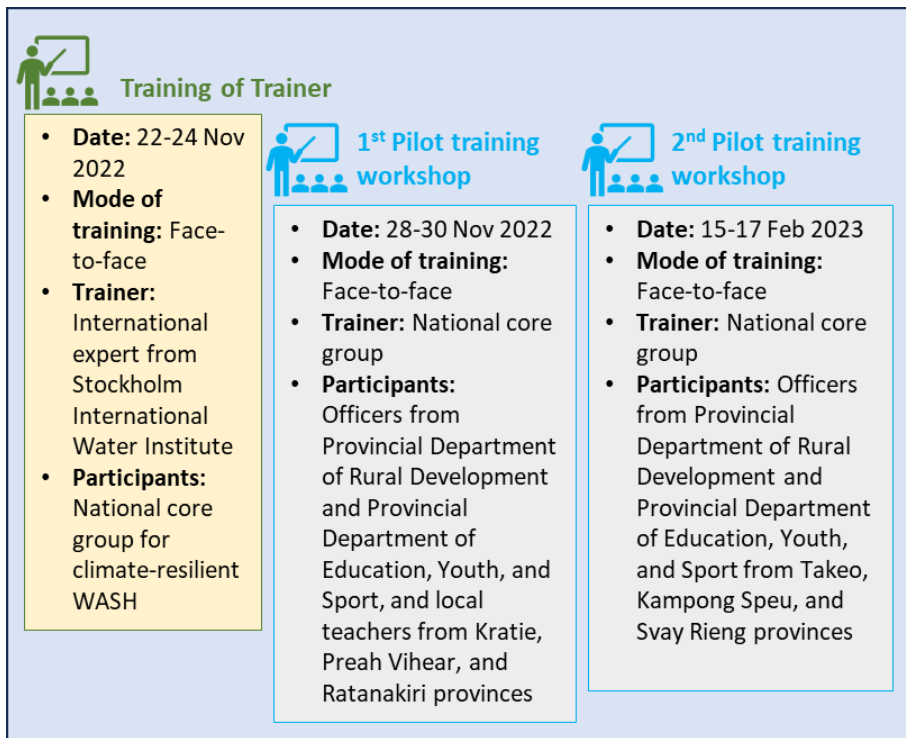 Training of Trainer
• Date: 22-24 Nov
2022
• Mode of
training: Face-
to-face
• Trainer:
International
expert from
Stockholm
International
Water Institute
• Participants:
National core
group for
climate-resilient
WASH
1st Pilot training
workshop
• Date: 28-30 Nov 2022
• Mode of training:
Face-to-face
• Trainer: National core
group
• Participants:
Officers from
Provincial Department
of Rural Development
and Provincial
Department of
Education, Youth, and
Sport, and local
teachers from Kratie,
Preah Vihear, and
Ratanakiri provinces
2nd Pilot training
workshop
• Date: 15-17 Feb 2023
• Mode of training:
Face-to-face
• Trainer: National core
group
• Participants: Officers
from Provincial
Department of Rural
Development and
Provincial Department
of Education, Youth,
and Sport from Takeo,
Kampong Speu, and
Svay Rieng provinces